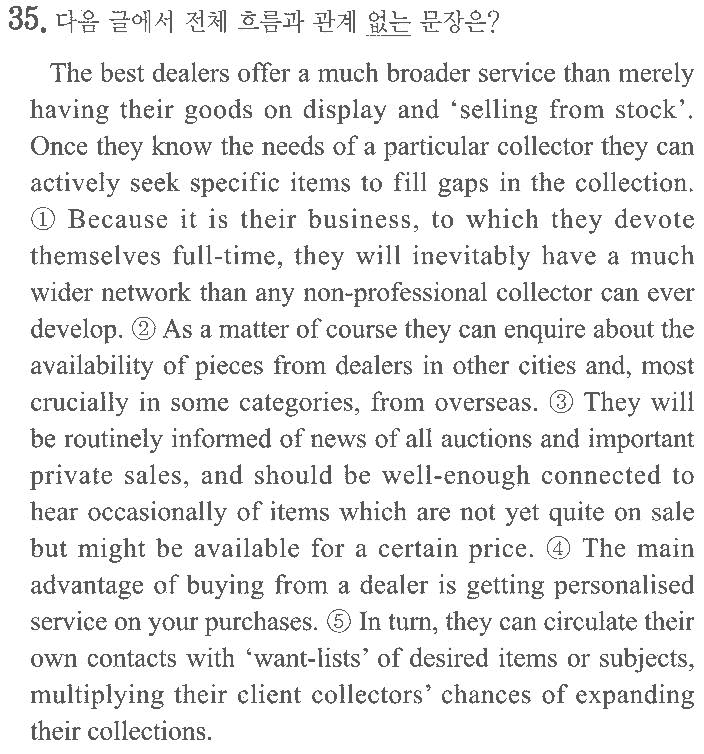 35. 다음 글에서 전체 흐름과 관계 없는 문장은?
The best dealers offer a much broader service than merely
having their goods on display and ‘selling from stock’.
Once they know the needs of a particular collector they can
actively seek specific items to fill gaps in the collection.
① Because it is their business, to which they devote
themselves full-time, they will inevitably have a much
wider network than any non-professional collector can ever
develop. ② As a matter of course they can enquire about the
availability of pieces from dealers in other cities and, most
crucially in some categories, from overseas. ③ They will
be routinely informed of news of all auctions and important
private sales, and should be well-enough connected to
hear occasionally of items which are not yet quite on sale
but might be available for a certain price. ④ The main
advantage of buying from a dealer is getting personalised
service on your purchases. ⑤ In turn, they can circulate their
own contacts with ‘want-lists’ of desired items or subjects,
multiplying their client collectors’ chances of expanding
their collections.